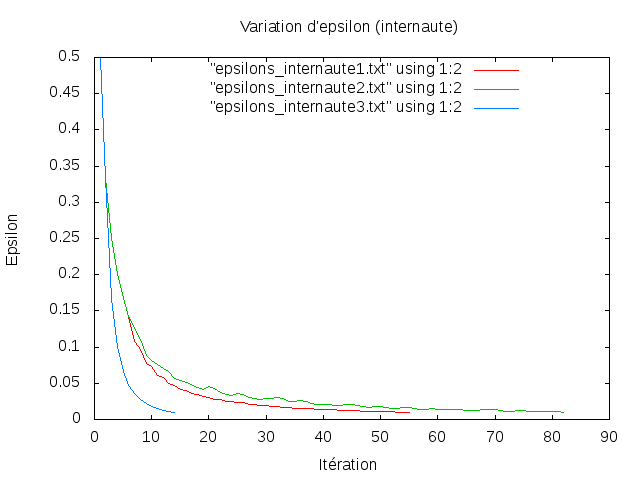 Variation d'epsilon (internaute)
"epsilons_internaute1.txt" using 1:2
"epsilons_internaute2.txt" using 1:2
"epsilons_internaute3.txt" using 1:2
0.5
0.45
0.4
0.35
0.3
0.25
0.2
0.15
0.1
0.05
0
Epsilon
0 10 20 30 40 50 60 70 80 90
Itération